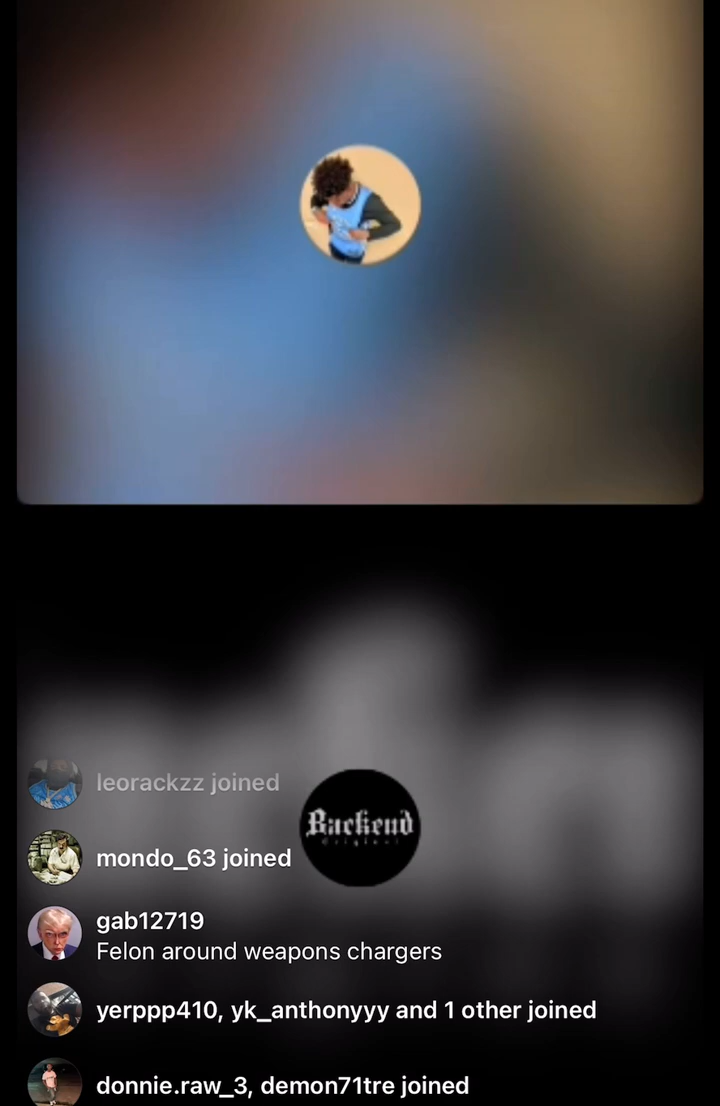 leorackzz joined
Backend
Original
mondo_63 joined
gab12719
Felon around weapons chargers
yerppp410, yk_anthonyyy and 1 other joined
donnie.raw_3, demon71tre joined